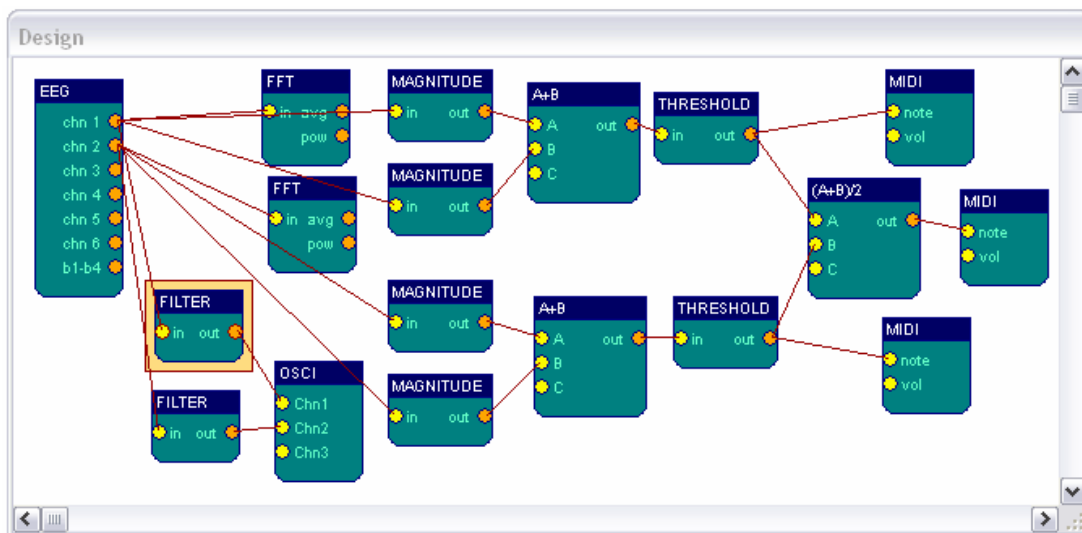 Design
EEG
chn 1
chn 2
chn 3
chn 4
chn 5
chn 6
b1-b4
FFT
in avg
pow
FFT
in avg
pow
FILTER
in out
FILTER
in out
OSCI
Chn1
Chn2
Chn3
MAGNITUDE
in out
MAGNITUDE
in out
MAGNITUDE
in out
MAGNITUDE
in out
A+B
A out
B
C
A+B
A out
B
C
THRESHOLD
in out
THRESHOLD
in out
MIDI
note
vol
(A+B)/2
A out
B
C
MIDI
note
vol
MIDI
note
vol